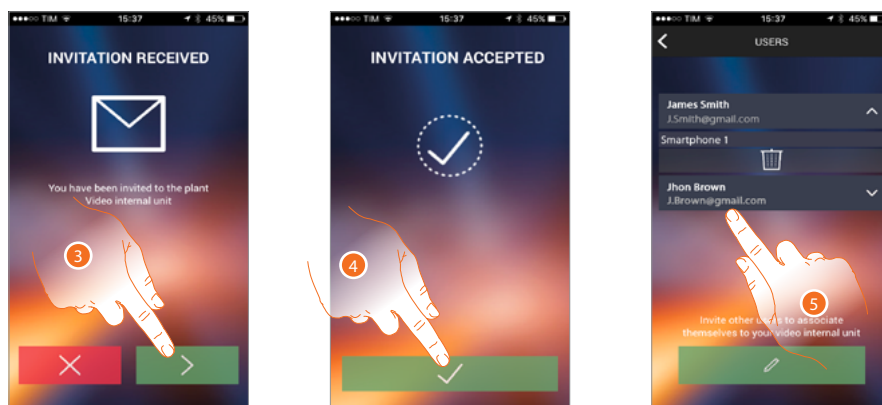 TIM 15:37 45%
INVITATION RECEIVED
You have been invited to the plant
Video internal unit
3
TIM 15:37 45%
INVITATION ACCEPTED
4
TIM 15:37 45%
USERS
James Smith
J.Smith@gmail.com
Smartphone 1
Jhon Brown
J.Brown@gmail.com
5
Invite other users to associate
themselves to your video internal unit